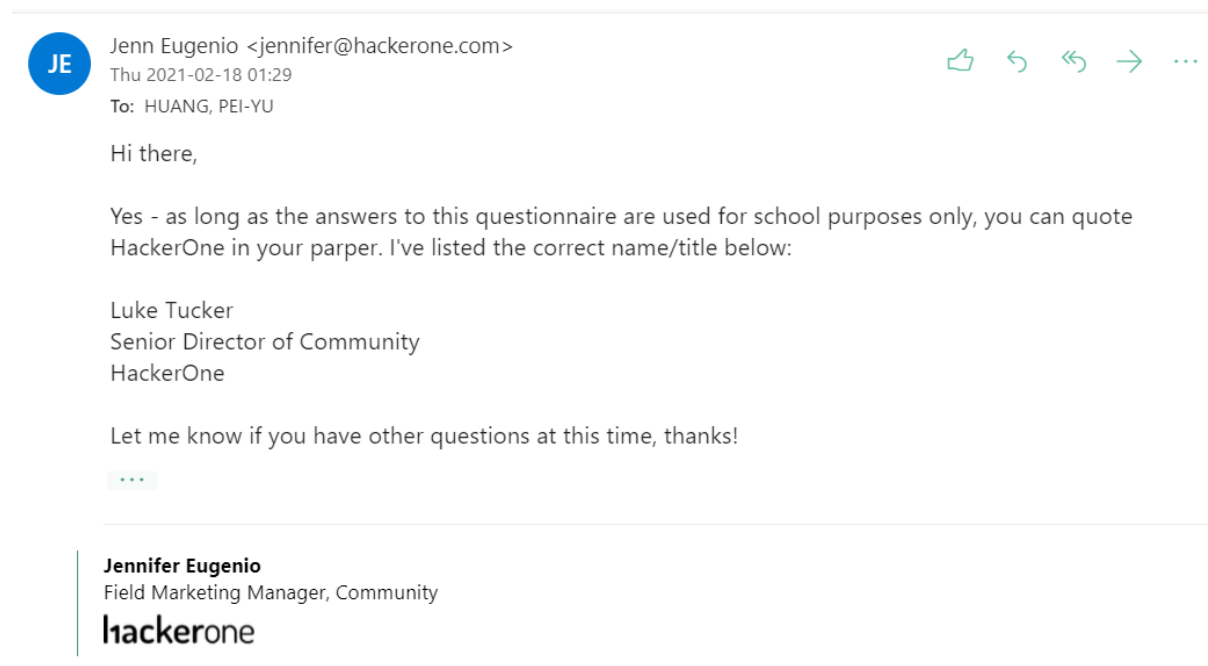 JE
Jenn Eugenio <jennifer@hackerone.com>
Thu 2021-02-18 01:29
To: HUANG, PEI-YU
Hi there,
Yes - as long as the answers to this questionnaire are used for school purposes only, you can quote
HackerOne in your parper. I've listed the correct name/title below:
Luke Tucker
Senior Director of Community
HackerOne
Let me know if you have other questions at this time, thanks!
Jennifer Eugenio
Field Marketing Manager, Community
hackerone